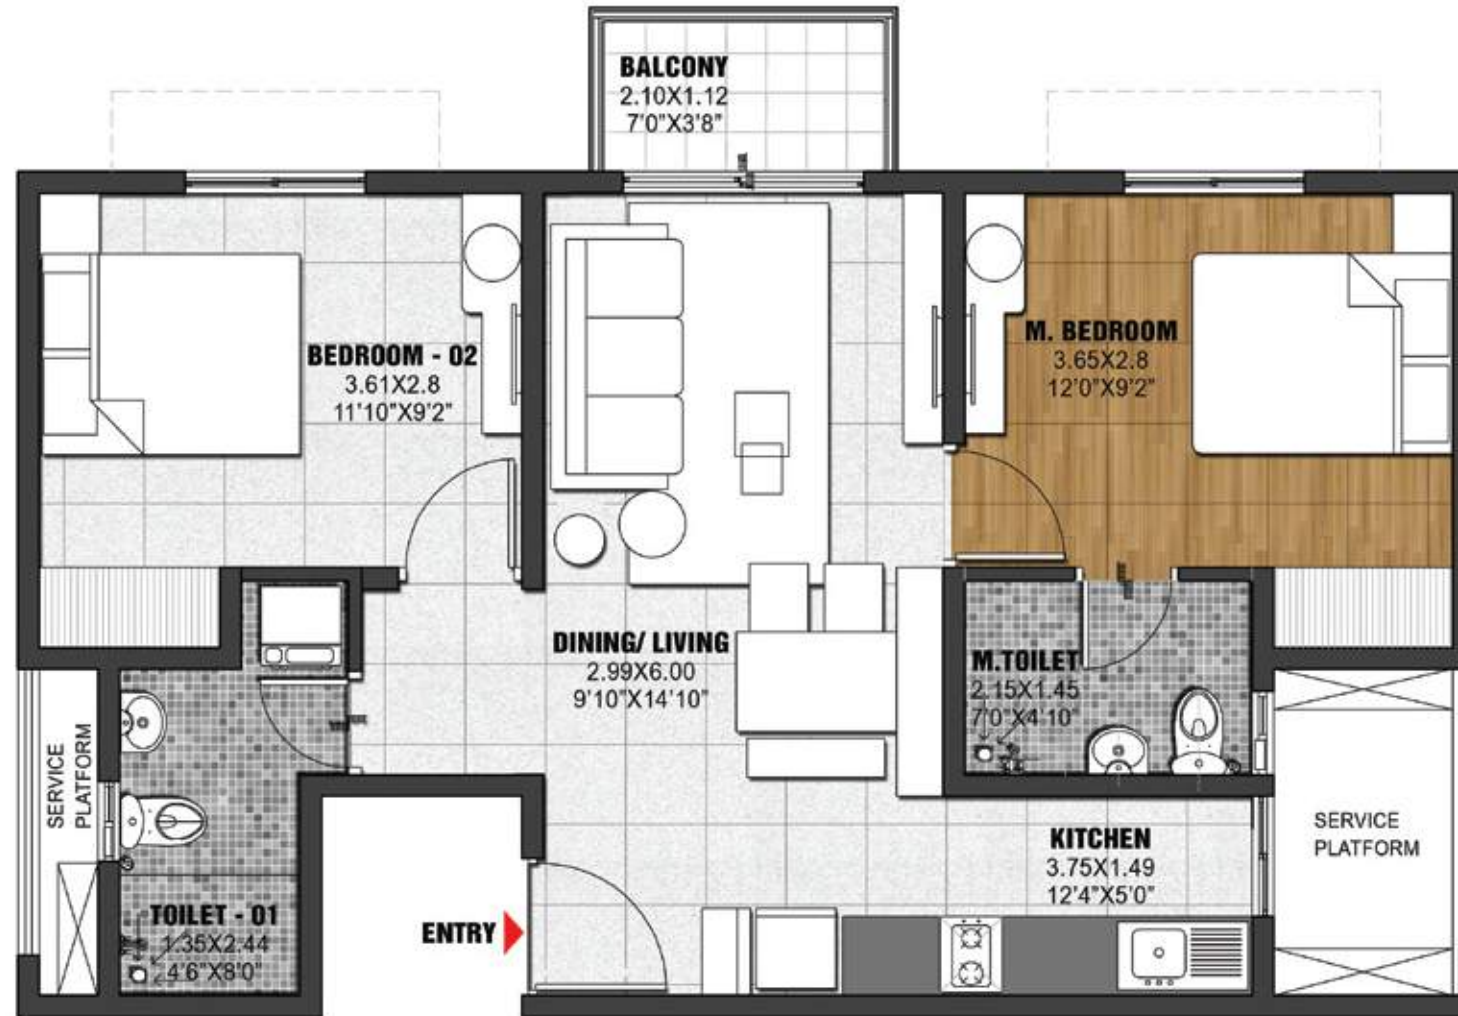 BALCONY
2.10X1.12
7'0"X3'8"
BEDROOM - 02
3.61X2.8
11'10"X9'2"
M. BEDROOM
3.65X2.8
12'0"X9'2"
DINING/ LIVING
2.99X6.00
9'10"X14'10"
M.TOILET
2.15X1.45
7'0"X4'10"
SERVICE
PLATFORM
KITCHEN
3.75X1.49
12'4"X5'0"
SERVICE
PLATFORM
TOILET - 01
1.35X2.44
4'6"X8'0"
ENTRY